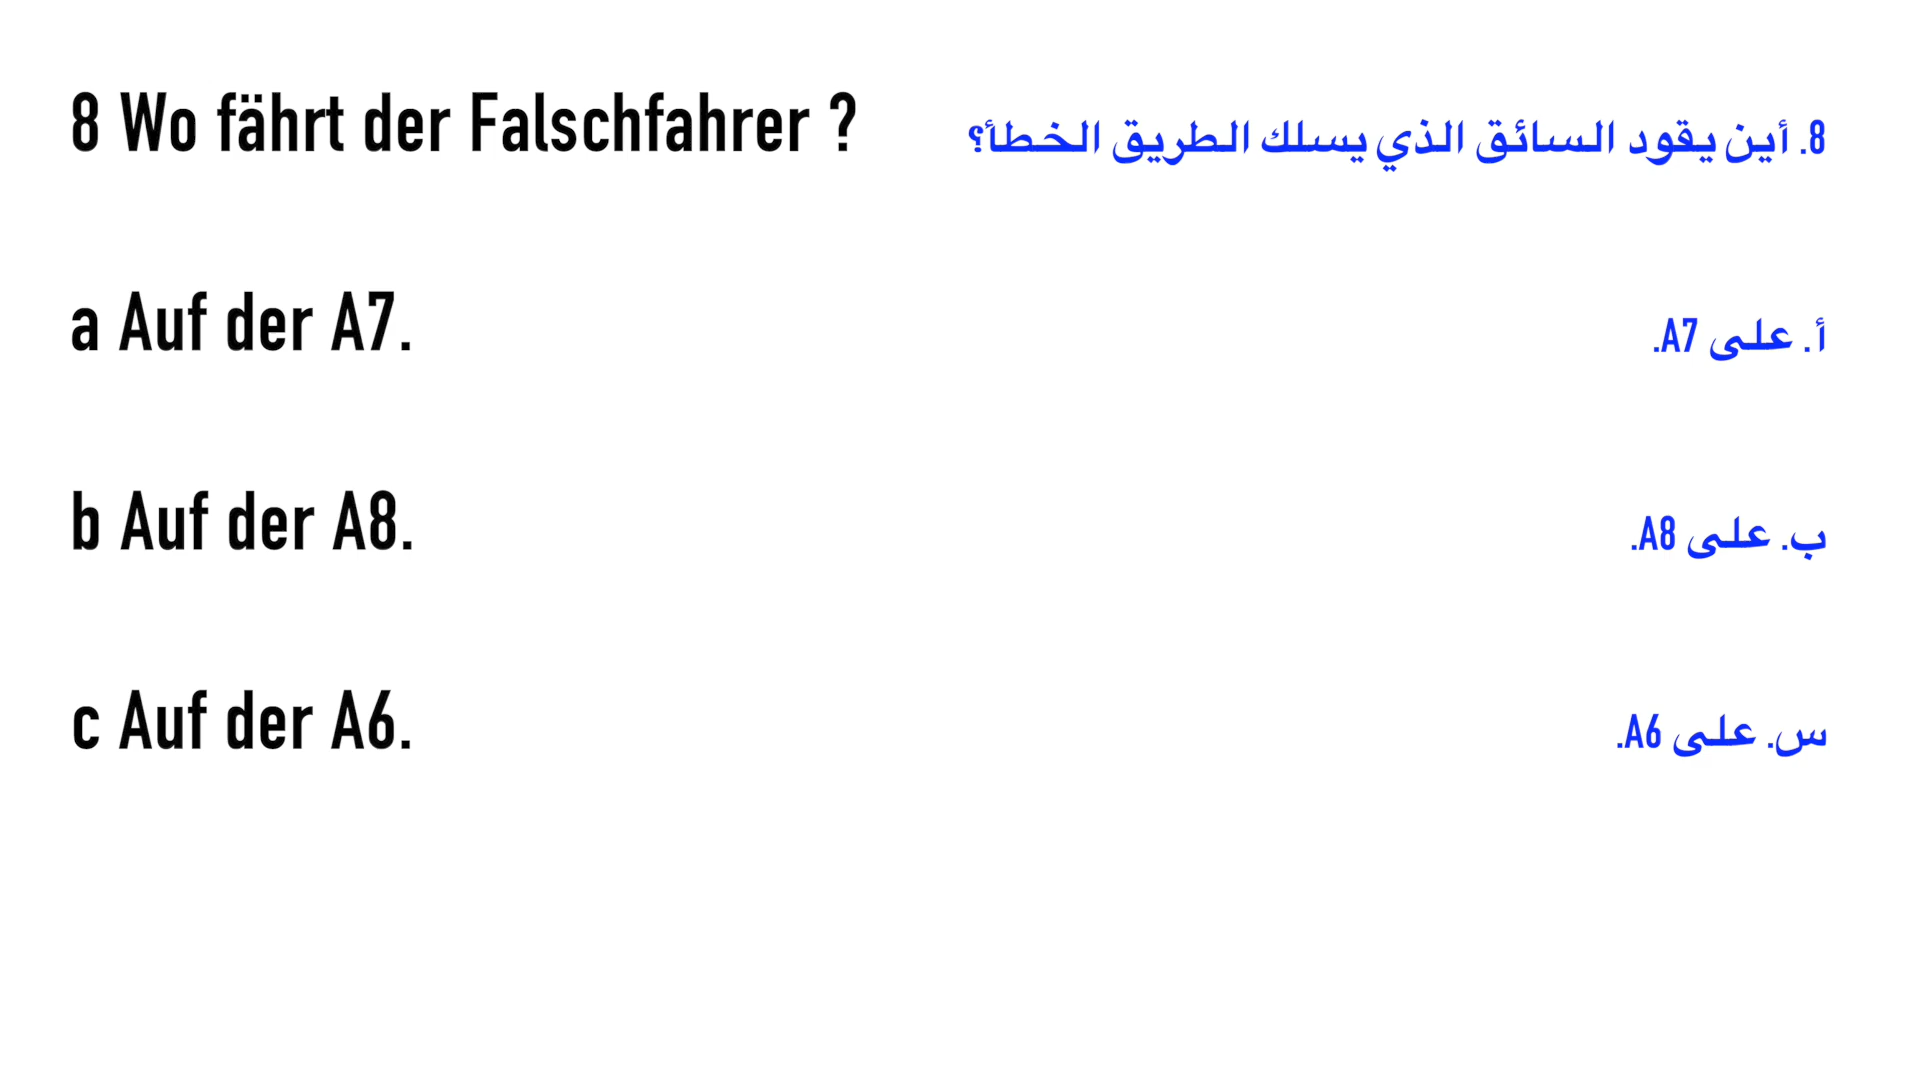 8 Wo fährt der Falschfahrer ?
8. أين يقود السائق الذي يسلك الطريق الخطأ؟
a Auf der A7.
أ. على A7.
b Auf der A8.
ب. على A8.
c Auf der A6.
س. على A6.